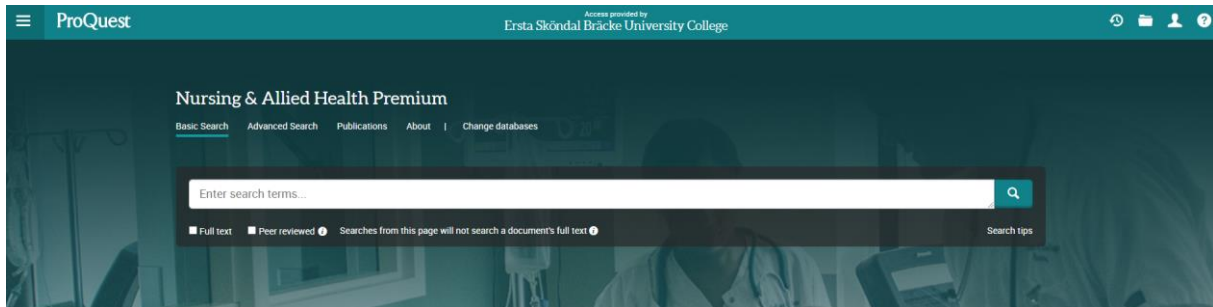 ProQuest
Access provided by
Ersta Sköndal Bräcke University College
Nursing & Allied Health Premium
Basic Search Advanced Search Publications About | Change databases
Enter search terms...
Full text Peer reviewed Searches from this page will not search a document's full text
Search tips